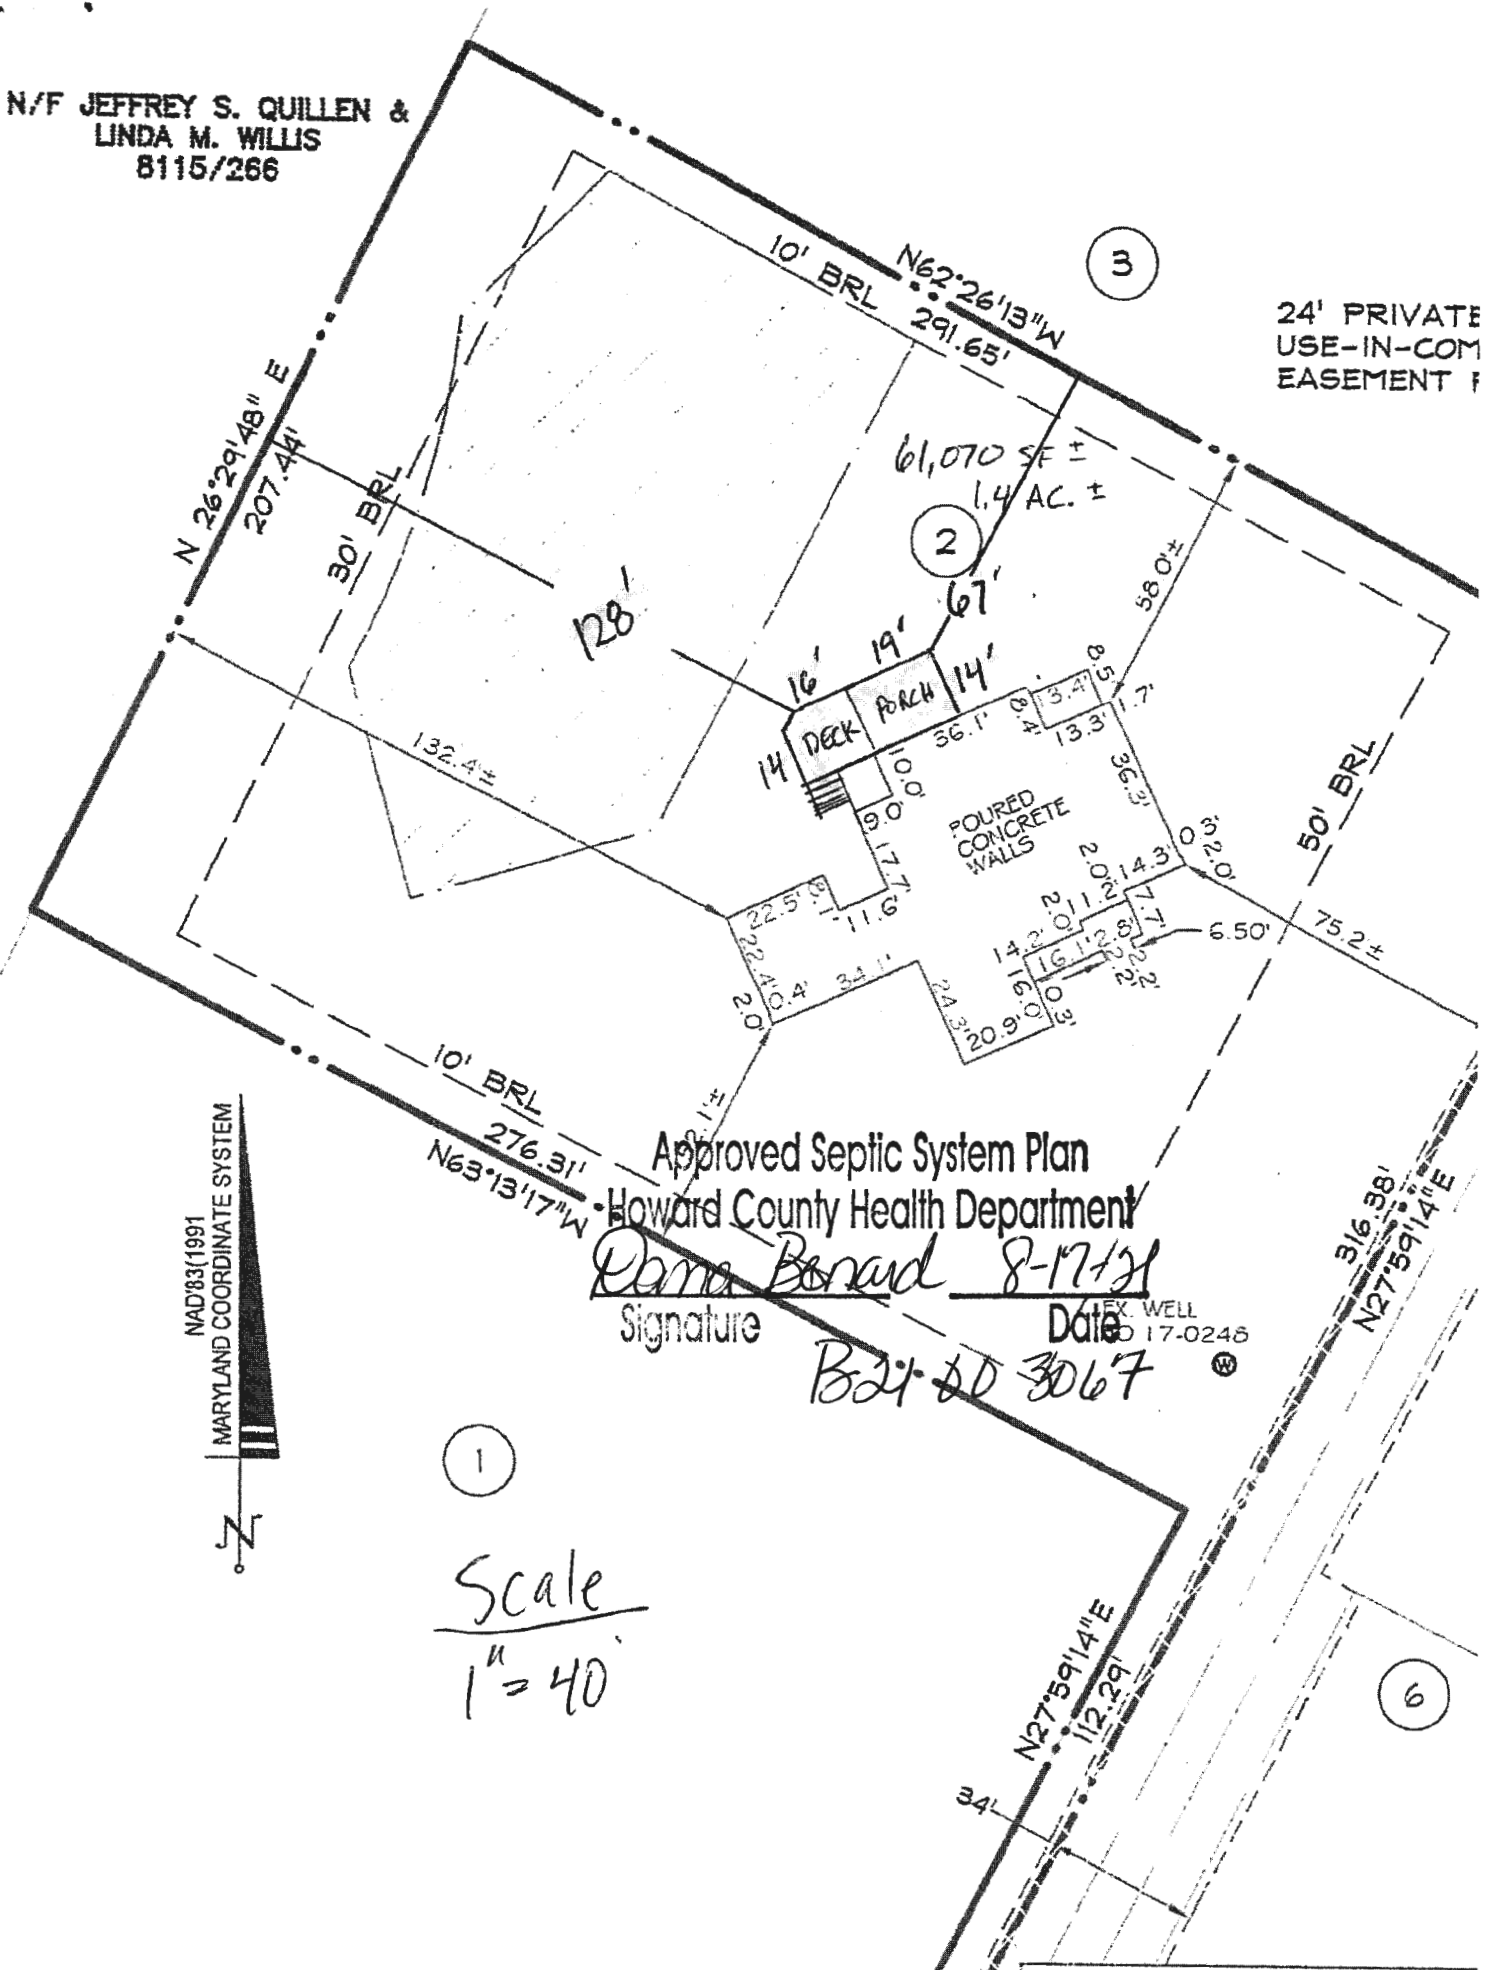 N/F JEFFREY S. QUILLEN &
LINDA M. WILLIS
8115/266
3
24' PRIVATE
USE-IN-COM
EASEMENT
10' BRL
N62°26'13"W
291.65'
N 26°29'48" E
207.44'
30' BRL
61,070 SF ±
1.4 AC. ±
2
58.0'±
128'
67'
19'
16'
14'
PORCH
DECK
14
132.4'±
36.1'
8.4'
13.4'
8.5'
13.3'
1.7'
36.3'
10.0'
9.0'
17.7'
POURED
CONCRETE
WALLS
50' BRL
0.3'
2.0'
14.3'
2.0'
11.2'
2.0'
7.7'
6.50'
75.2'±
22.5'
11.6'
14.2'
16.1'
2.8'
2.2'
2.2'
22.4'
0.4'
34.1'
2.0'
24.3'
16.0'
0.3'
20.9'
10' BRL
276.31'
N63°13'17"W
NAD'83(1991
MARYLAND COORDINATE SYSTEM
N
Approved Septic System Plan
Howard County Health Department
Dana Benard 8-17-21
Signature Date
EX. WELL
17-0248
W
B21 00 3067
316.38'
N27°59'14"E
1
Scale
1" = 40'
N27°59'14"E
112.29'
34'
6